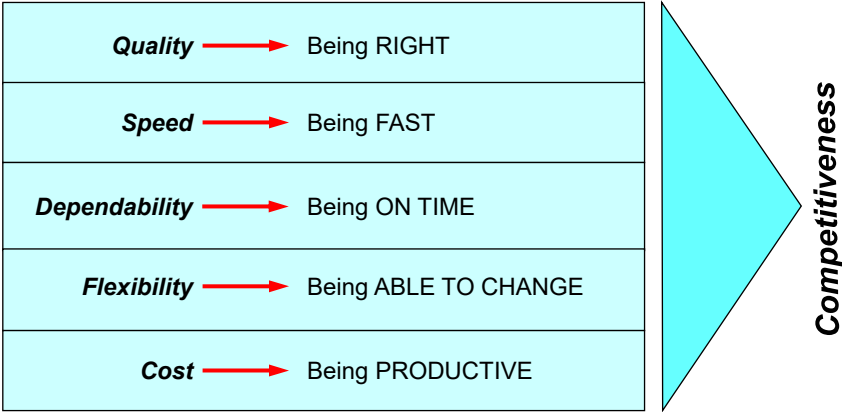 Quality Being RIGHT
Speed Being FAST
Dependability Being ON TIME
Flexibility Being ABLE TO CHANGE
Cost Being PRODUCTIVE
Competitiveness